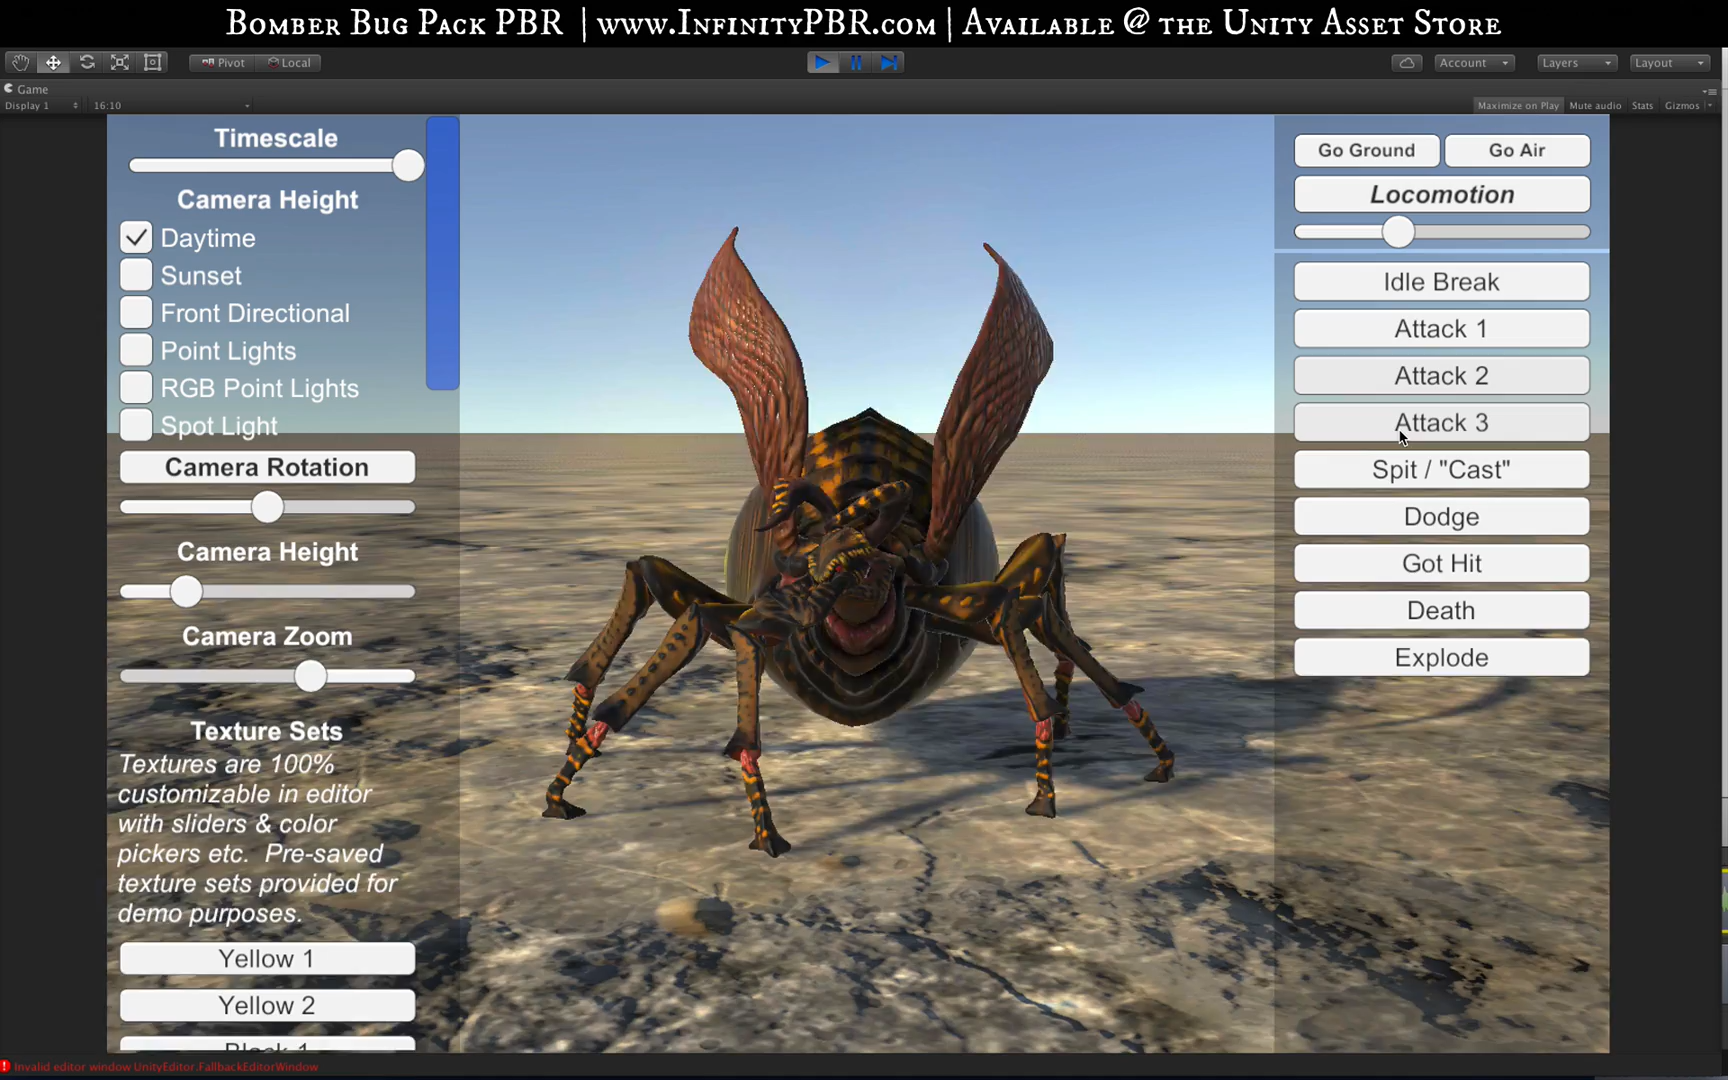 Bomber Bug Pack PBR | www.InfinityPBR.com | Available @ the Unity Asset Store
Pivot
Local
Account
Layers
Layout
Game
Display 1
16:10
Maximize on Play
Mute audio
Stats
Gizmos
Timescale
Camera Height
Daytime
Sunset
Front Directional
Point Lights
RGB Point Lights
Spot Light
Camera Rotation
Camera Height
Camera Zoom
Texture Sets
Textures are 100%
customizable in editor
with sliders & color
pickers etc.  Pre-saved
texture sets provided for
demo purposes.
Yellow 1
Yellow 2
Black 1
Go Ground
Go Air
Locomotion
Idle Break
Attack 1
Attack 2
Attack 3
Spit / "Cast"
Dodge
Got Hit
Death
Explode
Invalid editor window UnityEditor.FallbackEditorWindow